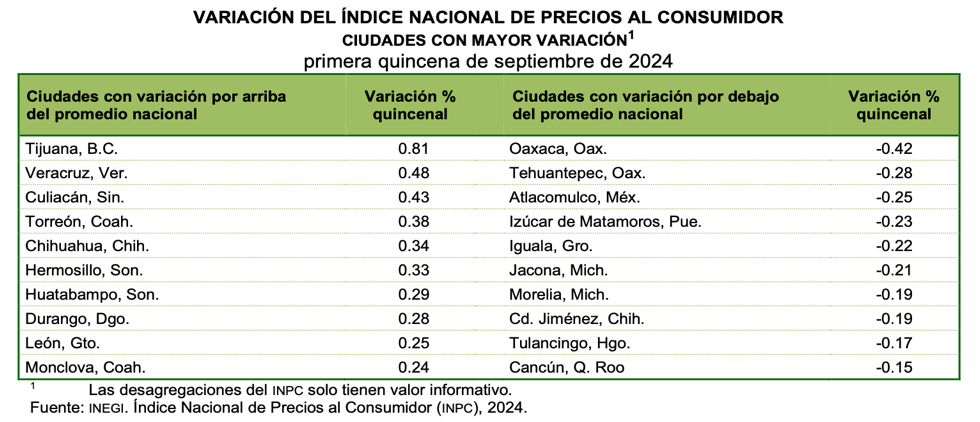 VARIACIÓN DEL ÍNDICE NACIONAL DE PRECIOS AL CONSUMIDOR
CIUDADES CON MAYOR VARIACIÓN¹
primera quincena de septiembre de 2024
Ciudades con variación por arriba del promedio nacional Variación % quincenal Ciudades con variación por debajo del promedio nacional Variación % quincenal
Tijuana, B.C. 0.81 Oaxaca, Oax. -0.42
Veracruz, Ver. 0.48 Tehuantepec, Oax. -0.28
Culiacán, Sin. 0.43 Atlacomulco, Méx. -0.25
Torreón, Coah. 0.38 Izúcar de Matamoros, Pue. -0.23
Chihuahua, Chih. 0.34 Iguala, Gro. -0.22
Hermosillo, Son. 0.33 Jacona, Mich. -0.21
Huatabampo, Son. 0.29 Morelia, Mich. -0.19
Durango, Dgo. 0.28 Cd. Jiménez, Chih. -0.19
León, Gto. 0.25 Tulancingo, Hgo. -0.17
Monclova, Coah. 0.24 Cancún, Q. Roo -0.15
¹ Las desagregaciones del INPC solo tienen valor informativo.
Fuente: INEGI. Índice Nacional de Precios al Consumidor (INPC), 2024.